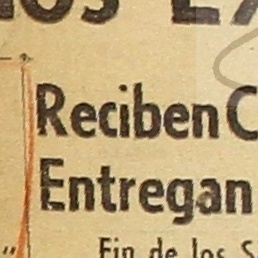 Reciben C
Entregan
" Fin de los S